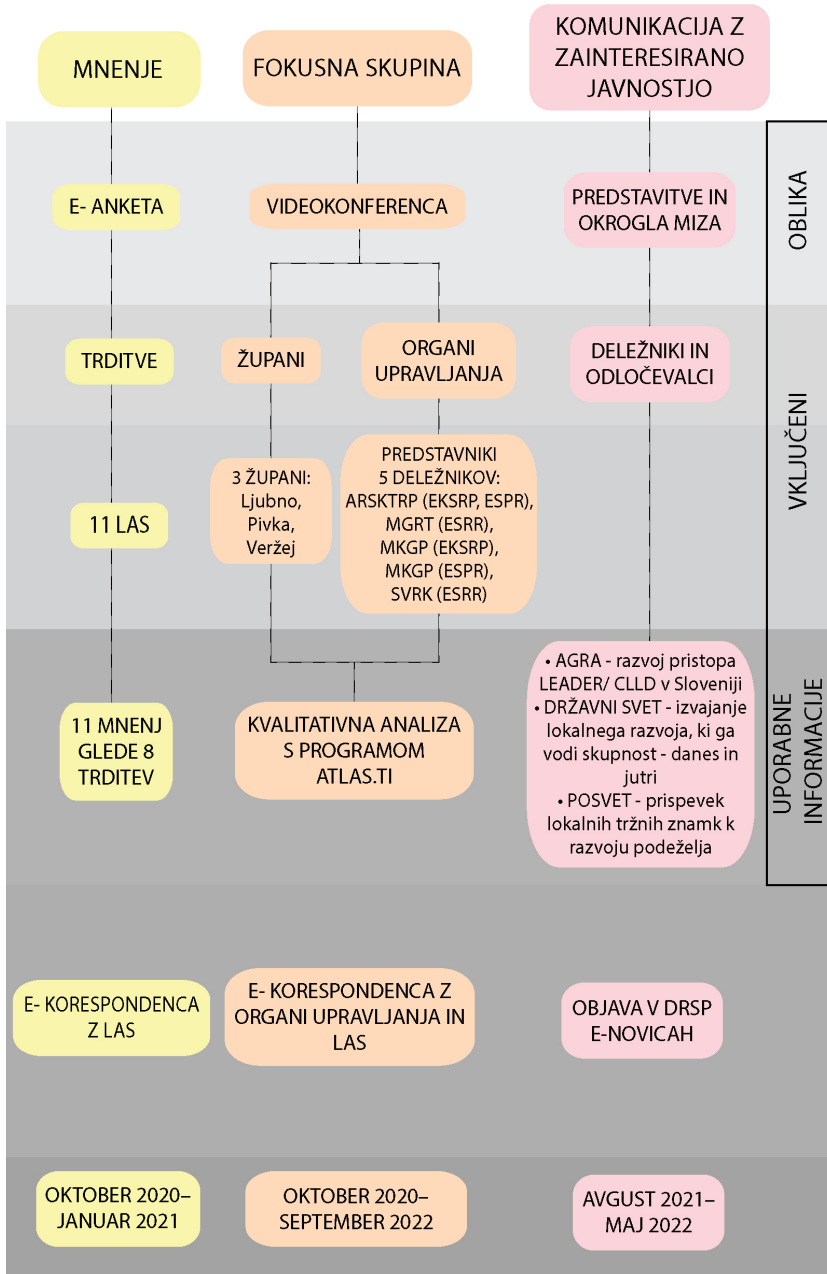 MNENJE
FOKUSNA SKUPINA
KOMUNIKACIJA Z
ZAINTERESIRANO
JAVNOSTJO
E- ANKETA
VIDEOKONFERENCA
PREDSTAVITVE IN
OKROGLA MIZA
OBLIKA
TRDITVE
ŽUPANI
ORGANI
UPRAVLJANJA
DELEŽNIKI IN
ODLOČEVALCI
VKLJUČENI
11 LAS
3 ŽUPANI:
Ljubno,
Pivka,
Veržej
PREDSTAVNIKI
5 DELEŽNIKOV:
ARSKTRP (EKSRP, ESPR),
MGRT (ESRR),
MKGP (EKSRP),
MKGP (ESPR),
SVRK (ESRR)
11 MNENJ
GLEDE 8
TRDITEV
KVALITATIVNA ANALIZA
S PROGRAMOM
ATLAS.TI
• AGRA - razvoj pristopa
LEADER/ CLLD v Sloveniji
• DRŽAVNI SVET - izvajanje
lokalnega razvoja, ki ga
vodi skupnost - danes in
jutri
• POSVET - prispevek
lokalnih tržnih znamk k
razvoju podeželja
UPORABNE
INFORMACIJE
E- KORESPONDENCA
Z LAS
E- KORESPONDENCA Z
ORGANI UPRAVLJANJA IN
LAS
OBJAVA V DRSP
E-NOVICAH
OKTOBER 2020–
JANUAR 2021
OKTOBER 2020–
SEPTEMBER 2022
AVGUST 2021–
MAJ 2022